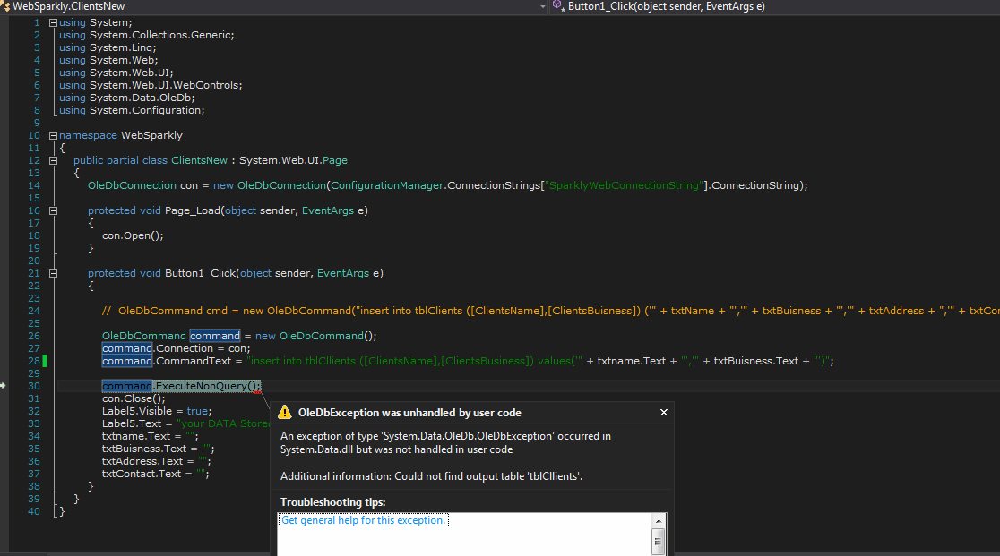 WebSparkly.ClientsNew
Button1_Click(object sender, EventArgs e)
1 using System;
2 using System.Collections.Generic;
3 using System.Linq;
4 using System.Web;
5 using System.Web.UI;
6 using System.Web.UI.WebControls;
7 using System.Data.OleDb;
8 using System.Configuration;
9
10 namespace WebSparkly
11 {
12 public partial class ClientsNew : System.Web.UI.Page
13 {
14 OleDbConnection con = new OleDbConnection(ConfigurationManager.ConnectionStrings["SparklyWebConnectionString"].ConnectionString);
15
16 protected void Page_Load(object sender, EventArgs e)
17 {
18 con.Open();
19 }
20
21 protected void Button1_Click(object sender, EventArgs e)
22 {
23
24 // OleDbCommand cmd = new OleDbCommand("insert into tblClients ([ClientsName],[ClientsBuisness]) ('" + txtName + "','" + txtBuisness + "','" + txtAddress + ",'" + txtCon
25
26 OleDbCommand command = new OleDbCommand();
27 command.Connection = con;
28 command.CommandText = "insert into tblCllients ([ClientsName],[ClientsBusiness]) values('" + txtname.Text + "','" + txtBuisness.Text + "')";
29
30 command.ExecuteNonQuery();
31 con.Close();
32 Label5.Visible = true;
33 Label5.Text = "your DATA Stored
34 txtname.Text = "";
35 txtBuisness.Text = "";
36 txtAddress.Text = "";
37 txtContact.Text = "";
38 }
39 }
40 }
OleDbException was unhandled by user code
An exception of type 'System.Data.OleDb.OleDbException' occurred in
System.Data.dll but was not handled in user code
Additional information: Could not find output table 'tblCllients'.
Troubleshooting tips:
Get general help for this exception.